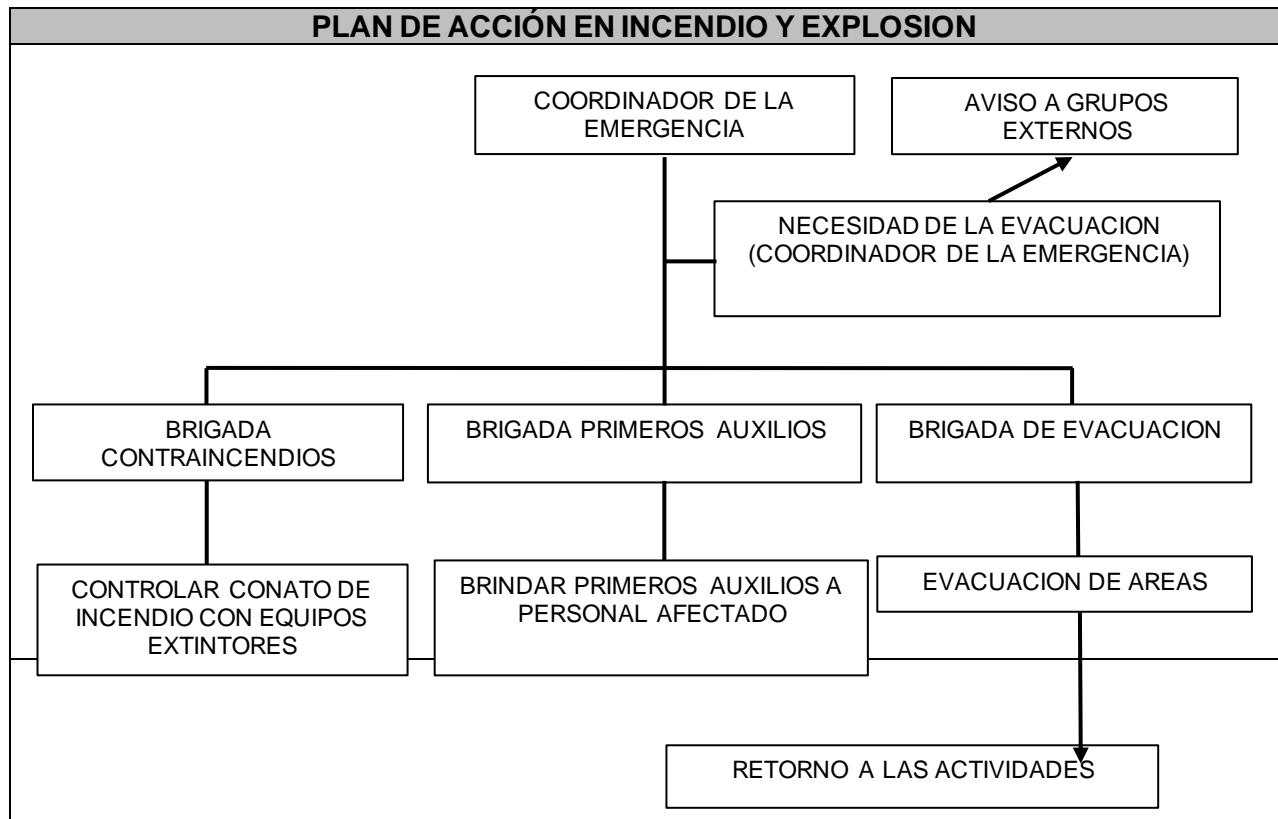 PLAN DE ACCIÓN EN INCENDIO Y EXPLOSION
COORDINADOR DE LA
EMERGENCIA
AVISO A GRUPOS
EXTERNOS
NECESIDAD DE LA EVACUACION
(COORDINADOR DE LA EMERGENCIA)
BRIGADA
CONTRAINCENDIOS
BRIGADA PRIMEROS AUXILIOS
BRIGADA DE EVACUACION
CONTROLAR CONATO DE
INCENDIO CON EQUIPOS
EXTINTORES
BRINDAR PRIMEROS AUXILIOS A
PERSONAL AFECTADO
EVACUACION DE AREAS
RETORNO A LAS ACTIVIDADES